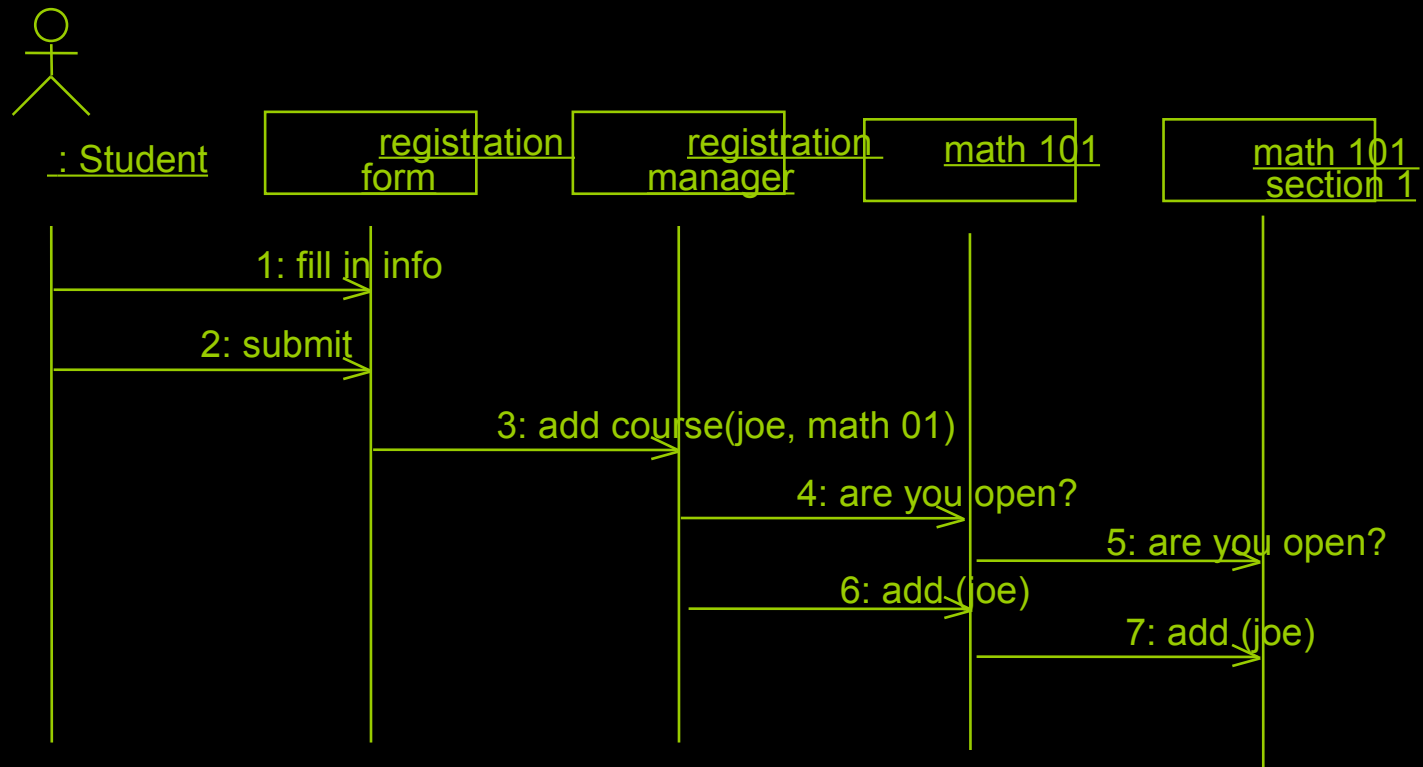 : Student
registration
form
registration
manager
math 101
math 101
section 1
1: fill in info
2: submit
3: add course(joe, math 01)
4: are you open?
5: are you open?
6: add (joe)
7: add (joe)